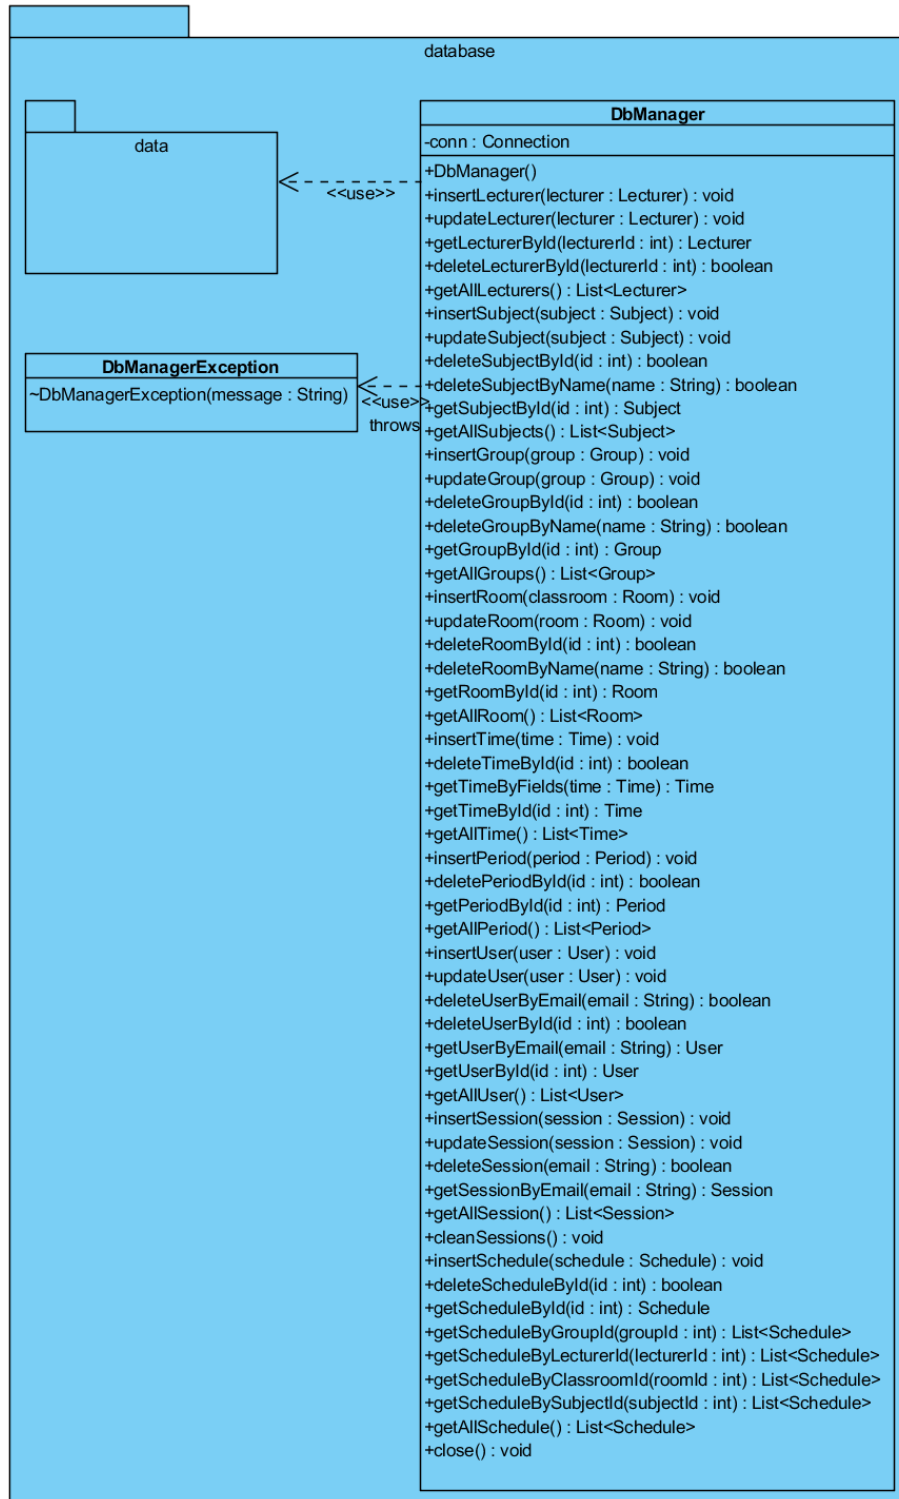 database
data
<<use>>
DbManagerException
~DbManagerException(message : String)
<<use>>
throws
DbManager
-conn : Connection
+DbManager()
+insertLecturer(lecturer : Lecturer) : void
+updateLecturer(lecturer : Lecturer) : void
+getLecturerById(lecturerId : int) : Lecturer
+deleteLecturerById(lecturerId : int) : boolean
+getAllLecturers() : List<Lecturer>
+insertSubject(subject : Subject) : void
+updateSubject(subject : Subject) : void
+deleteSubjectById(id : int) : boolean
+deleteSubjectByName(name : String) : boolean
+getSubjectById(id : int) : Subject
+getAllSubjects() : List<Subject>
+insertGroup(group : Group) : void
+updateGroup(group : Group) : void
+deleteGroupById(id : int) : boolean
+deleteGroupByName(name : String) : boolean
+getGroupById(id : int) : Group
+getAllGroups() : List<Group>
+insertRoom(classroom : Room) : void
+updateRoom(room : Room) : void
+deleteRoomById(id : int) : boolean
+deleteRoomByName(name : String) : boolean
+getRoomById(id : int) : Room
+getAllRoom() : List<Room>
+insertTime(time : Time) : void
+deleteTimeById(id : int) : boolean
+getTimeByFields(time : Time) : Time
+getTimeById(id : int) : Time
+getAllTime() : List<Time>
+insertPeriod(period : Period) : void
+deletePeriodById(id : int) : boolean
+getPeriodById(id : int) : Period
+getAllPeriod() : List<Period>
+insertUser(user : User) : void
+updateUser(user : User) : void
+deleteUserByEmail(email : String) : boolean
+deleteUserById(id : int) : boolean
+getUserByEmail(email : String) : User
+getUserById(id : int) : User
+getAllUser() : List<User>
+insertSession(session : Session) : void
+updateSession(session : Session) : void
+deleteSession(email : String) : boolean
+getSessionByEmail(email : String) : Session
+getAllSession() : List<Session>
+cleanSessions() : void
+insertSchedule(schedule : Schedule) : void
+deleteScheduleById(id : int) : boolean
+getScheduleById(id : int) : Schedule
+getScheduleByGroupId(groupId : int) : List<Schedule>
+getScheduleByLecturerId(lecturerId : int) : List<Schedule>
+getScheduleByClassroomId(roomId : int) : List<Schedule>
+getScheduleBySubjectId(subjectId : int) : List<Schedule>
+getAllSchedule() : List<Schedule>
+close() : void